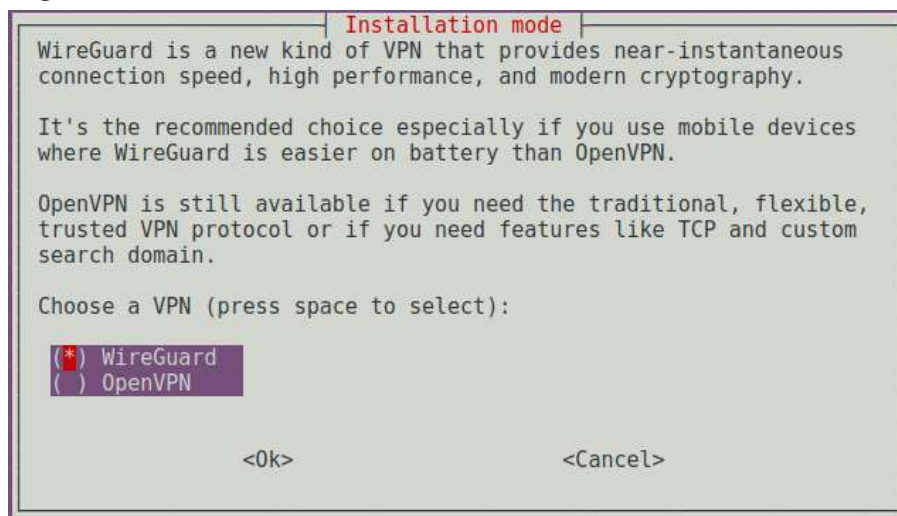 Installation mode
WireGuard is a new kind of VPN that provides near-instantaneous
connection speed, high performance, and modern cryptography.
It's the recommended choice especially if you use mobile devices
where WireGuard is easier on battery than OpenVPN.
OpenVPN is still available if you need the traditional, flexible,
trusted VPN protocol or if you need features like TCP and custom
search domain.
Choose a VPN (press space to select):
(*) WireGuard
( ) OpenVPN
<Ok> <Cancel>